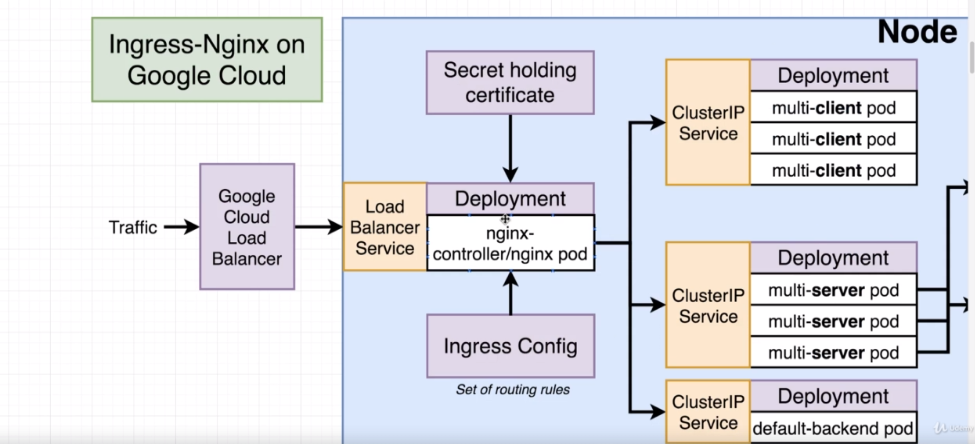 Ingress-Nginx on
Google Cloud
Node
Secret holding
certificate
Deployment
ClusterIP
Service
multi-client pod
multi-client pod
multi-client pod
Traffic
Google
Cloud
Load
Balancer
Load
Balancer
Service
Deployment
nginx-
controller/nginx pod
Deployment
ClusterIP
Service
multi-server pod
multi-server pod
multi-server pod
Ingress Config
Set of routing rules
ClusterIP
Service
Deployment
default-backend pod
Udemy